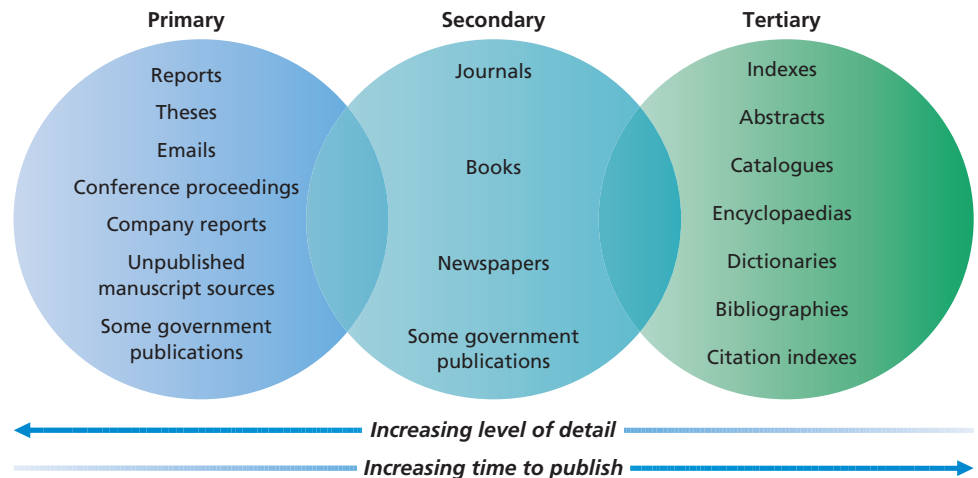 Primary
Reports
Theses
Emails
Conference proceedings
Company reports
Unpublished
manuscript sources
Some government
publications
Secondary
Journals
Books
Newspapers
Some government
publications
Tertiary
Indexes
Abstracts
Catalogues
Encyclopaedias
Dictionaries
Bibliographies
Citation indexes
Increasing level of detail
Increasing time to publish